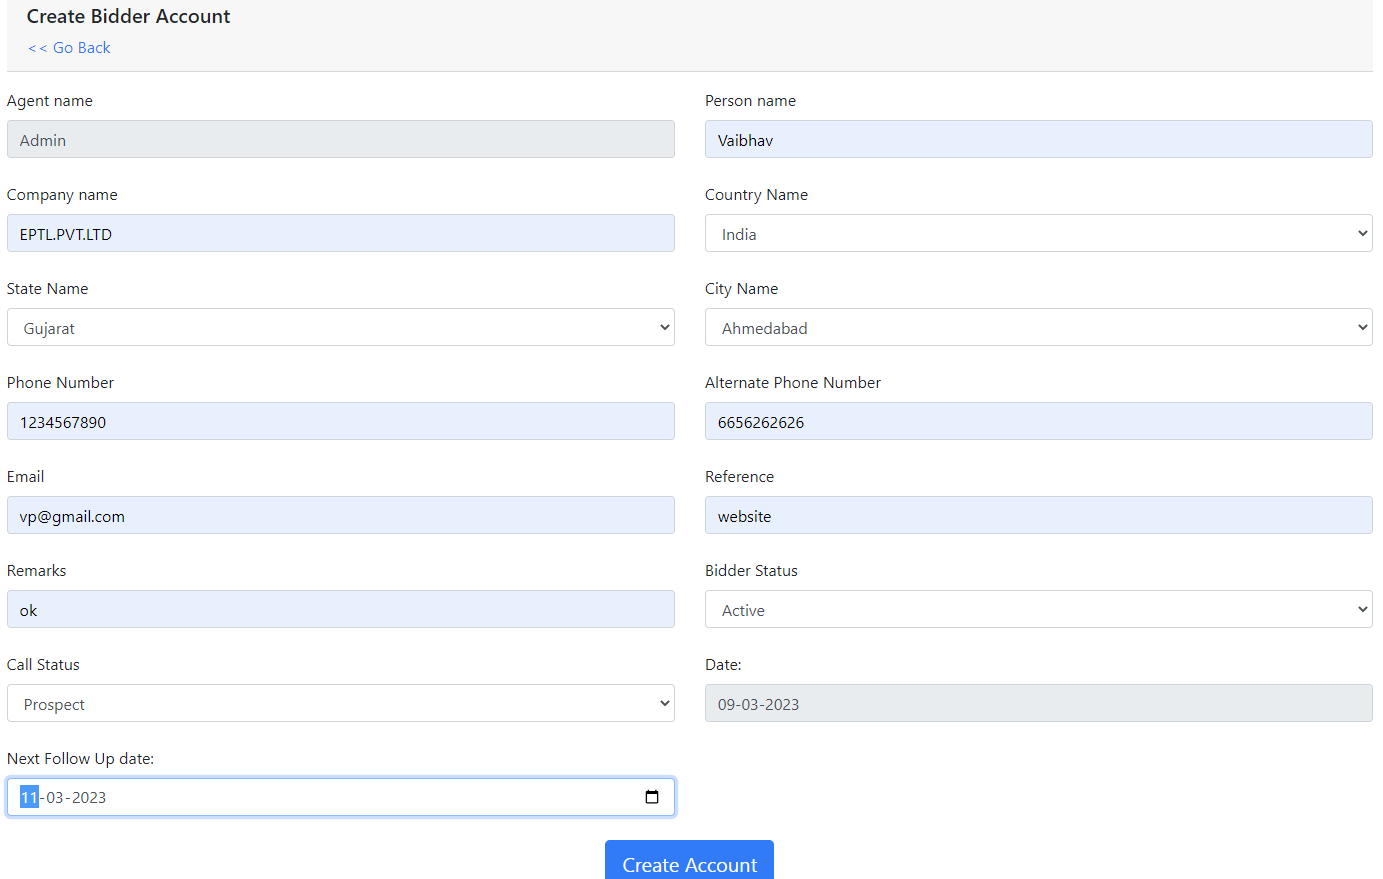 Create Bidder Account
<< Go Back
Agent name
Admin
Person name
Vaibhav
Company name
EPTL.PVT.LTD
Country Name
India
State Name
Gujarat
City Name
Ahmedabad
Phone Number
1234567890
Alternate Phone Number
6656262626
Email
vp@gmail.com
Reference
website
Remarks
ok
Bidder Status
Active
Call Status
Prospect
Date:
09-03-2023
Next Follow Up date:
11-03-2023
Create Account